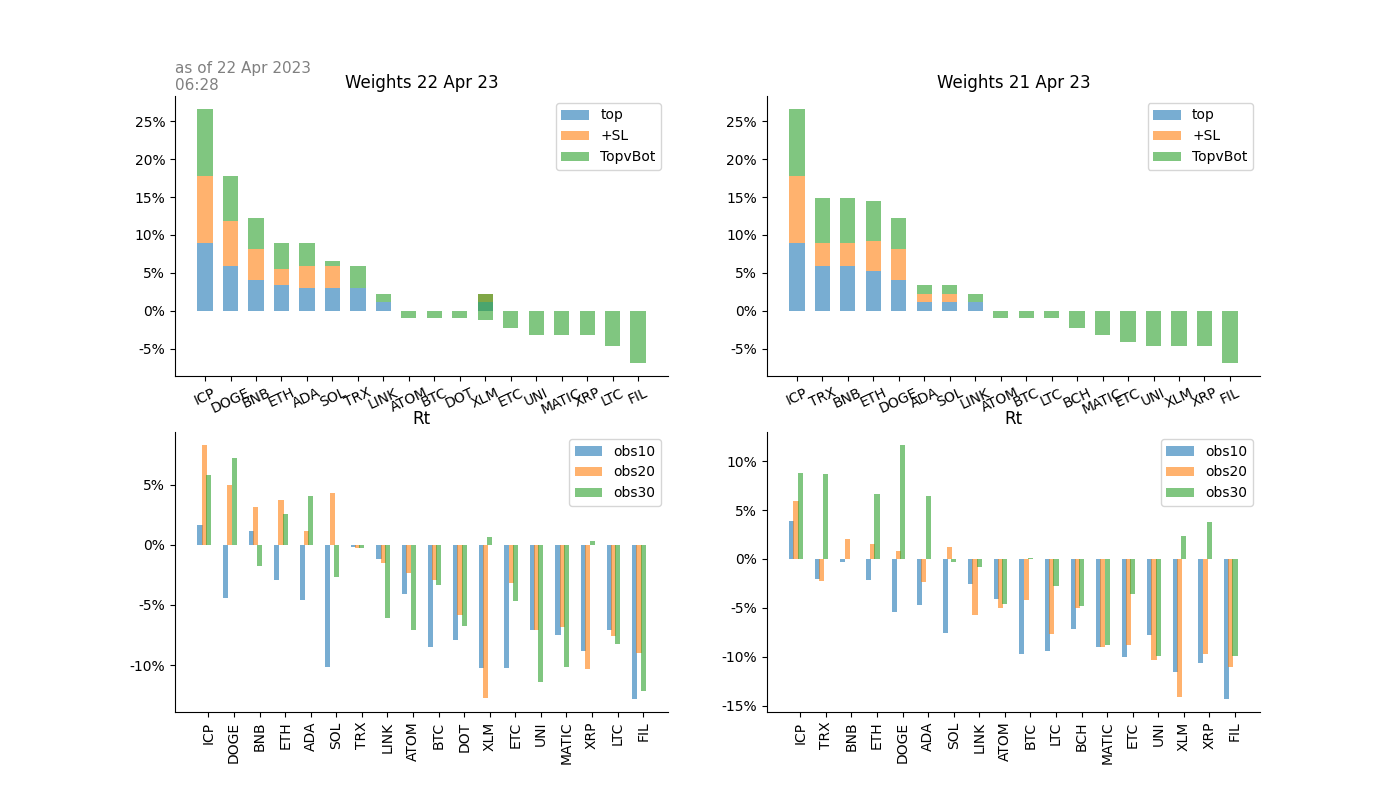 as of 22 Apr 2023
06:28
Weights 22 Apr 23
25%
20%
15%
10%
5%
0%
-5%
top
+SL
TopvBot
ICP DOGE BNB ETH ADA SOL TRX LINK ATOM BTC DOT XLM ETC UNI MATIC XRP LTC FIL
Weights 21 Apr 23
25%
20%
15%
10%
5%
0%
-5%
top
+SL
TopvBot
ICP TRX BNB ETH DOGE ADA SOL LINK ATOM BTC LTC BCH MATIC ETC UNI XLM XRP FIL
Rt
5%
0%
-5%
-10%
obs10
obs20
obs30
ICP DOGE BNB ETH ADA SOL TRX LINK ATOM BTC DOT XLM ETC UNI MATIC XRP LTC FIL
Rt
10%
5%
0%
-5%
-10%
-15%
obs10
obs20
obs30
ICP TRX BNB ETH DOGE ADA SOL LINK ATOM BTC LTC BCH MATIC ETC UNI XLM XRP FIL